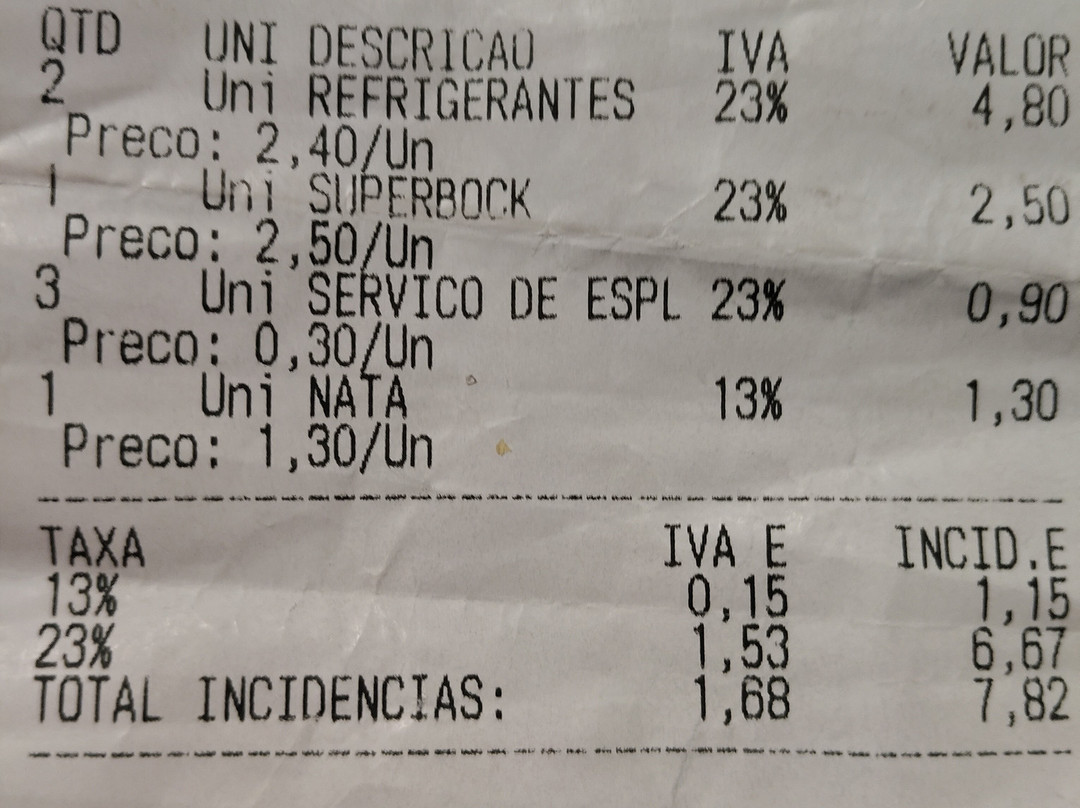 QTD UNI DESCRICAO IVA VALOR
2 Uni REFRIGERANTES 23% 4,80
Preco: 2,40/Un
1 Uni SUPERBOCK 23% 2,50
Preco: 2,50/Un
3 Uni SERVICO DE ESPL 23% 0,90
Preco: 0,30/Un
1 Uni NATA 13% 1,30
Preco: 1,30/Un
TAXA IVA E INCID.E
13% 0,15 1,15
23% 1,53 6,67
TOTAL INCIDENCIAS: 1,68 7,82